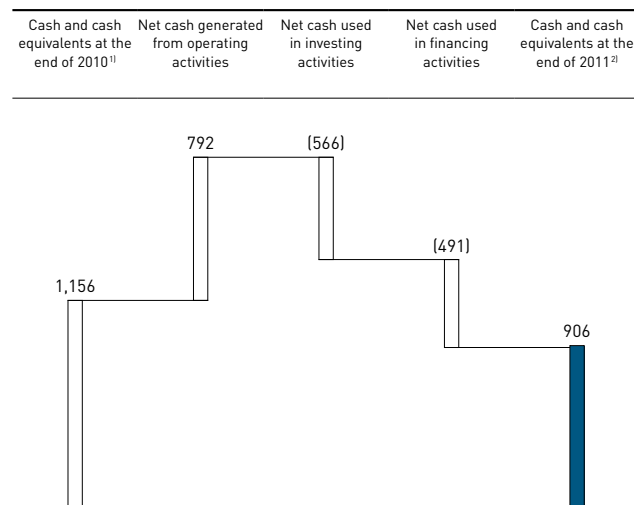 Cash and cash
equivalents at the
end of 2010¹⁾
Net cash generated
from operating
activities
Net cash used
in investing
activities
Net cash used
in financing
activities
Cash and cash
equivalents at the
end of 2011²⁾
792
(566)
(491)
1,156
906